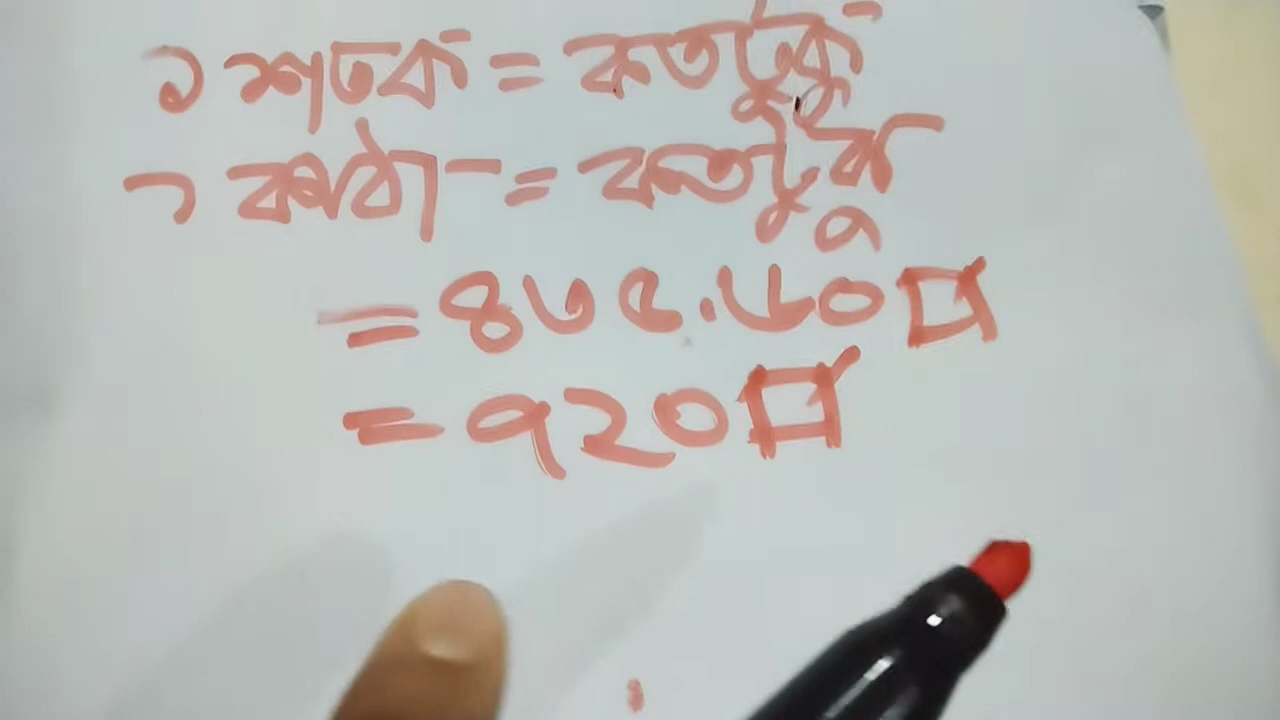 ১ শতক = কতটুকু
১ কাঠা = কতটুকু
= ৪৩৫.৬০ □
= ৭২০ □